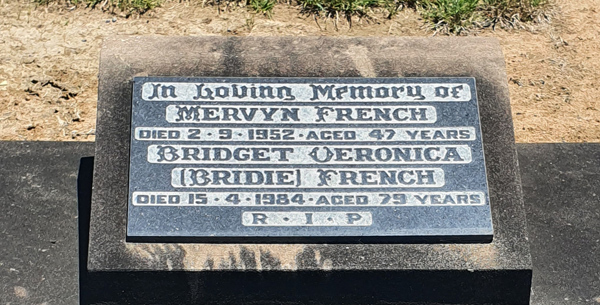 In Loving Memory of
MERVYN FRENCH
DIED 2-9-1952·AGED 47 YEARS
BRIDGET VERONICA
[BRIDIE] FRENCH
DIED 15·4·1984·AGED 79 YEARS
R·I·P